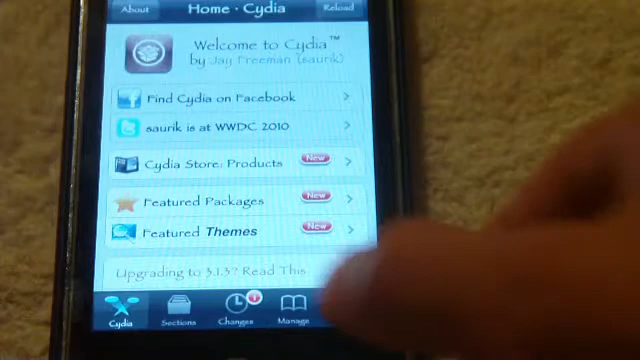 About Home · Cydia Reload
Welcome to Cydia™
by Jay Freeman (saurik)
Find Cydia on Facebook
saurik is at WWDC 2010
Cydia Store: Products New
Featured Packages New
Featured Themes New
Upgrading to 3.1.3? Read This
Cydia Sections Changes Manage